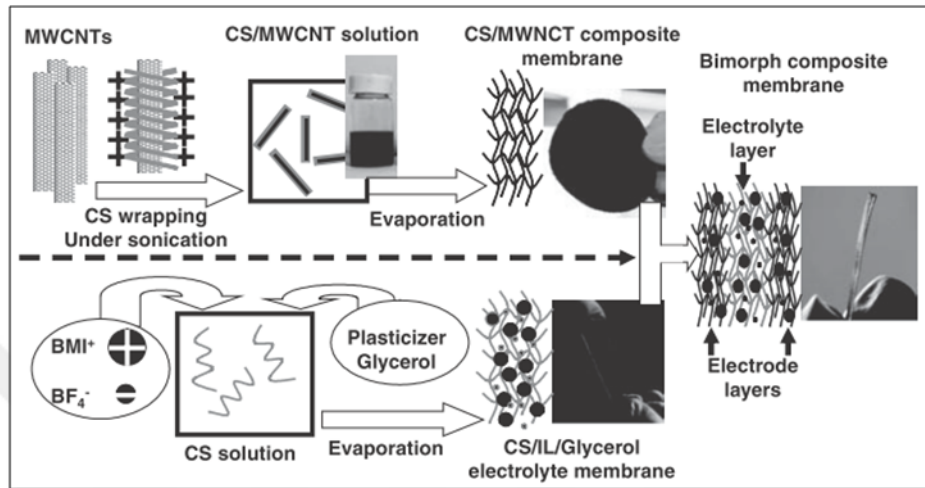 MWCNTs
CS/MWCNT solution
CS/MWNCT composite
membrane
Bimorph composite
membrane
Electrolyte
layer
CS wrapping
Under sonication
Evaporation
BMI⁺
BF₄⁻
Plasticizer
Glycerol
CS solution
Evaporation
CS/IL/Glycerol
electrolyte membrane
Electrode
layers